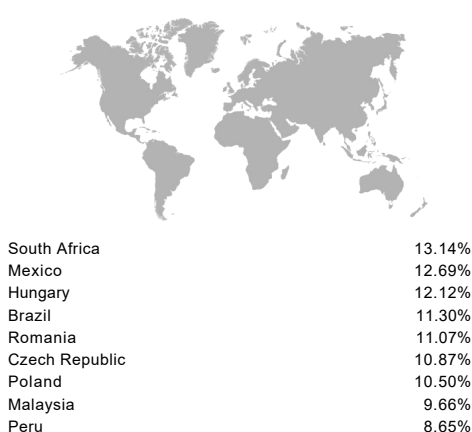 South Africa 13.14%
Mexico 12.69%
Hungary 12.12%
Brazil 11.30%
Romania 11.07%
Czech Republic 10.87%
Poland 10.50%
Malaysia 9.66%
Peru 8.65%